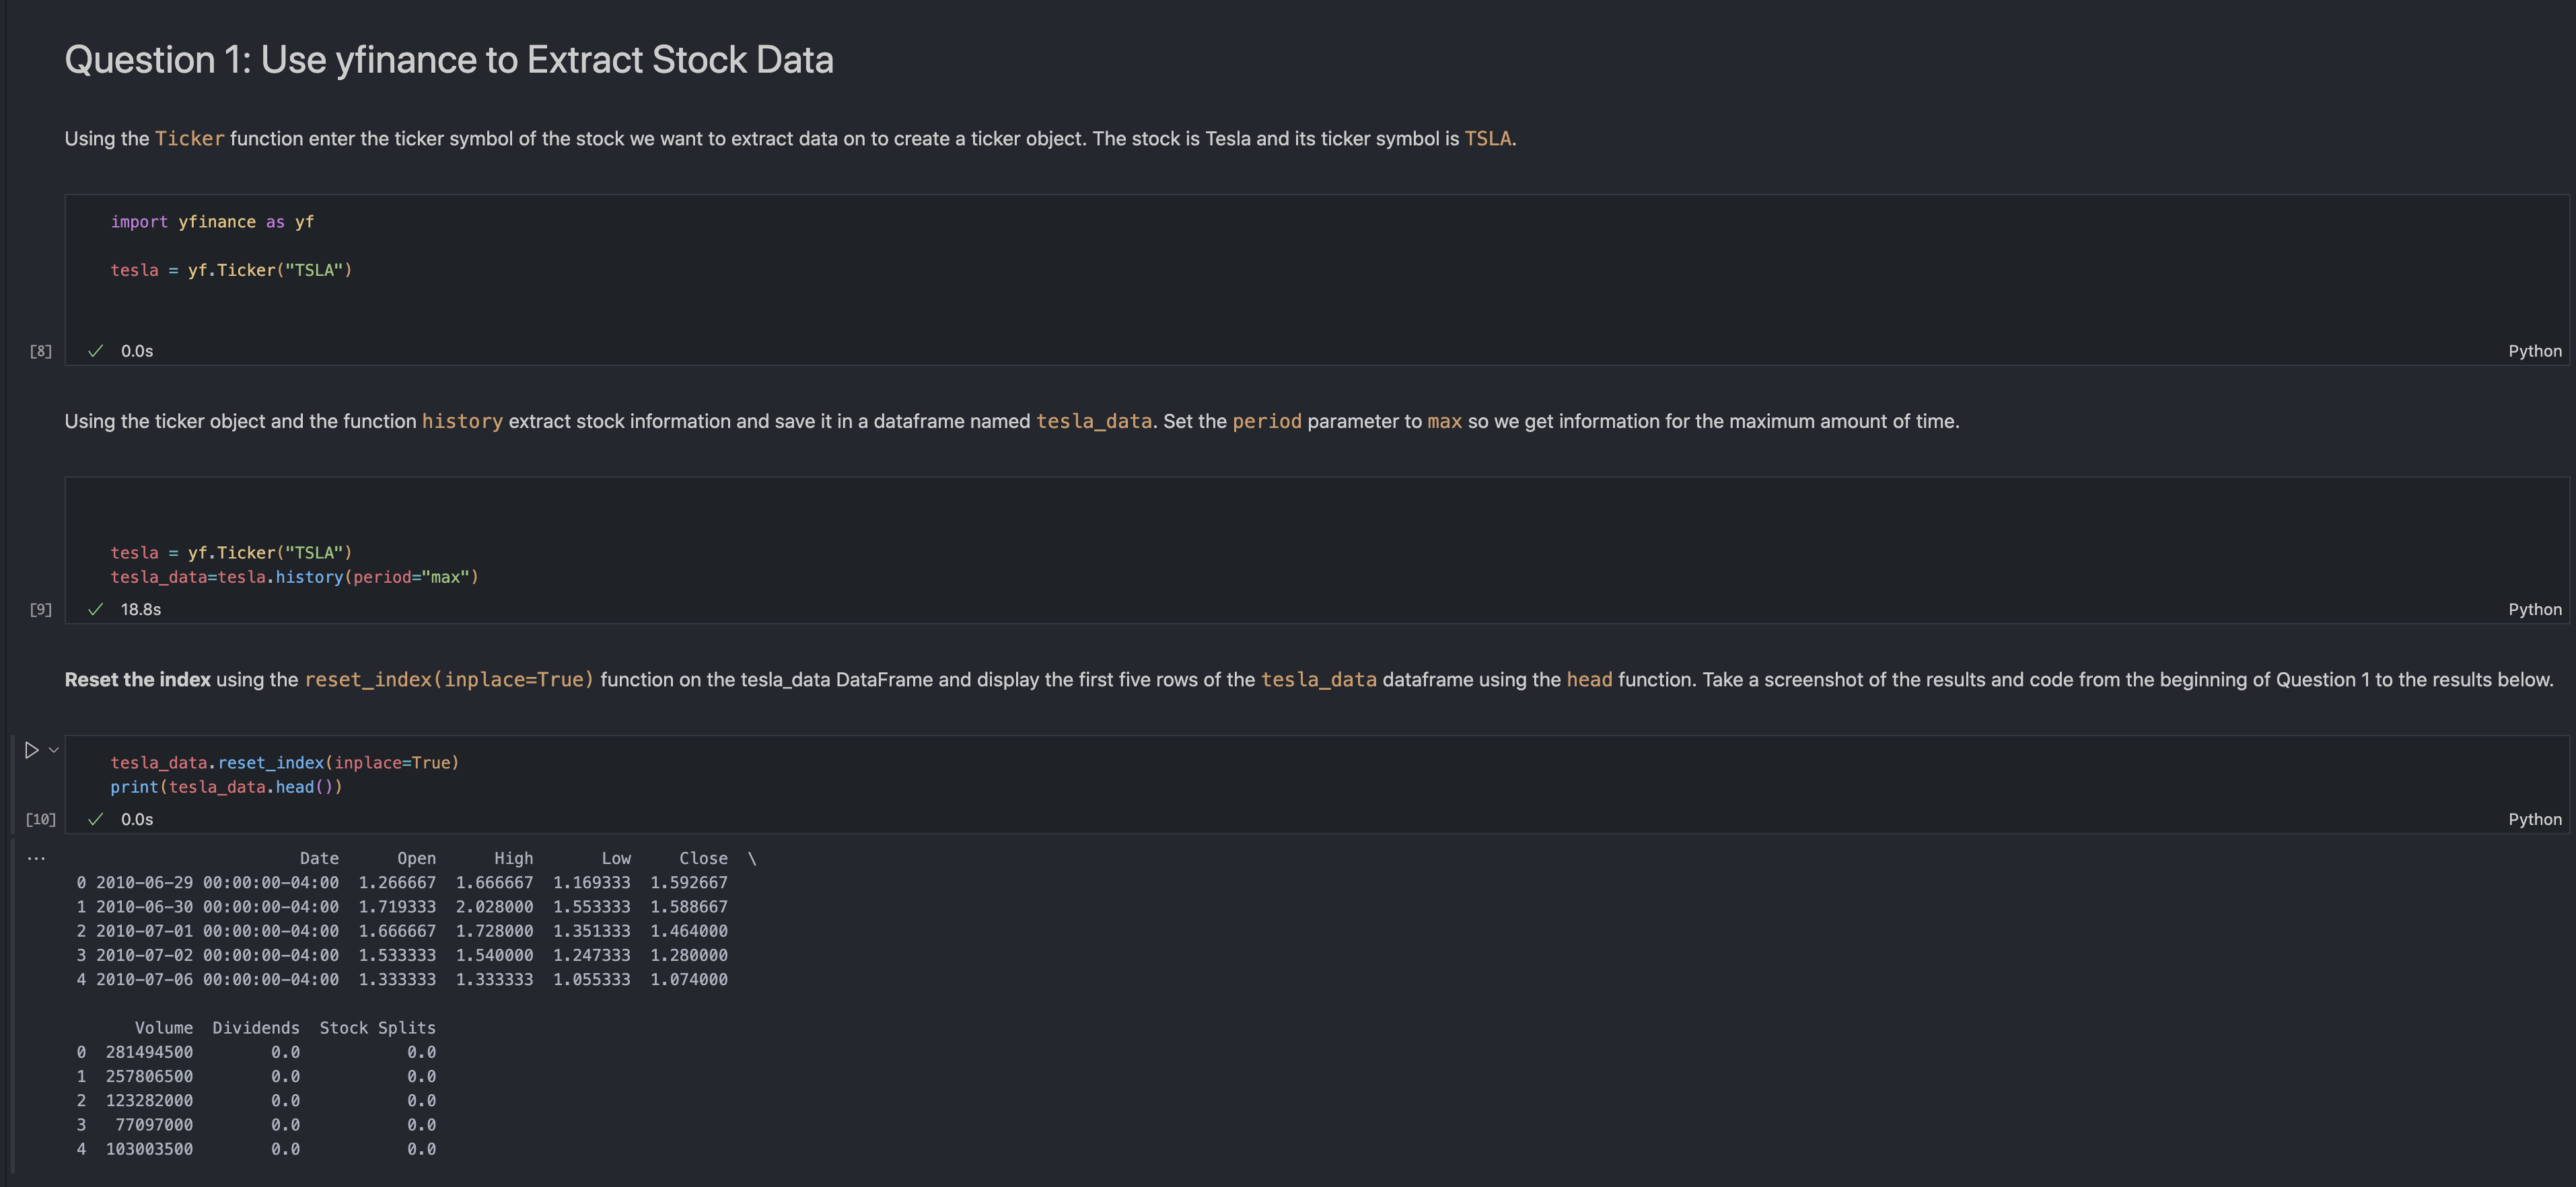 Question 1: Use yfinance to Extract Stock Data
Using the Ticker function enter the ticker symbol of the stock we want to extract data on to create a ticker object. The stock is Tesla and its ticker symbol is TSLA.
import yfinance as yf
tesla = yf.Ticker("TSLA")
[8] ✓ 0.0s Python
Using the ticker object and the function history extract stock information and save it in a dataframe named tesla_data. Set the period parameter to max so we get information for the maximum amount of time.
tesla = yf.Ticker("TSLA")
tesla_data=tesla.history(period="max")
[9] ✓ 18.8s Python
Reset the index using the reset_index(inplace=True) function on the tesla_data DataFrame and display the first five rows of the tesla_data dataframe using the head function. Take a screenshot of the results and code from the beginning of Question 1 to the results below.
tesla_data.reset_index(inplace=True)
print(tesla_data.head())
[10] ✓ 0.0s Python
... Date Open High Low Close \
0 2010-06-29 00:00:00-04:00 1.266667 1.666667 1.169333 1.592667
1 2010-06-30 00:00:00-04:00 1.719333 2.028000 1.553333 1.588667
2 2010-07-01 00:00:00-04:00 1.666667 1.728000 1.351333 1.464000
3 2010-07-02 00:00:00-04:00 1.533333 1.540000 1.247333 1.280000
4 2010-07-06 00:00:00-04:00 1.333333 1.333333 1.055333 1.074000
Volume Dividends Stock Splits
0 281494500 0.0 0.0
1 257806500 0.0 0.0
2 123282000 0.0 0.0
3 77097000 0.0 0.0
4 103003500 0.0 0.0